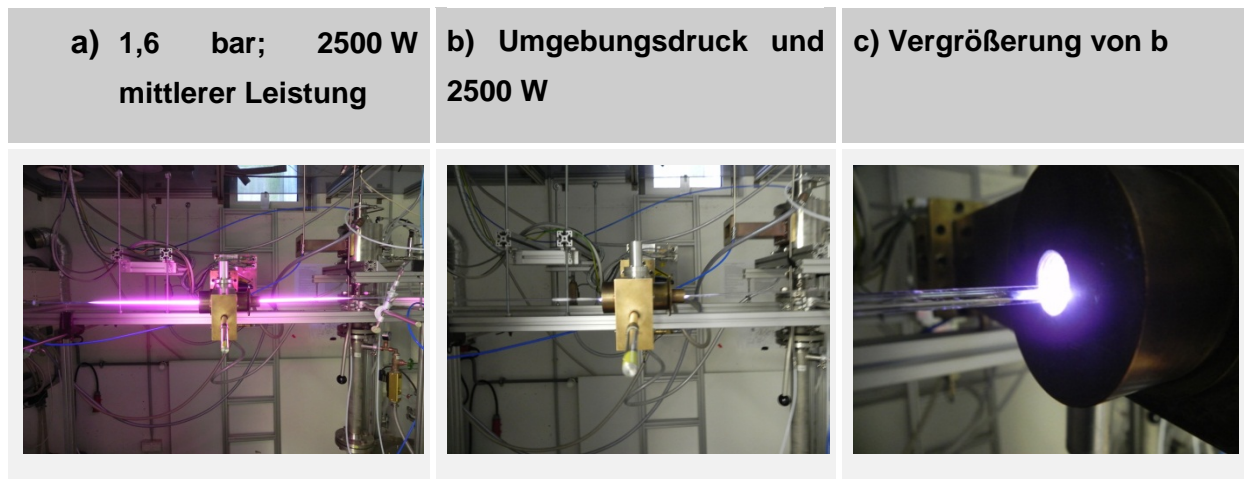 a) 1,6 bar; 2500 W
mittlerer Leistung
b) Umgebungsdruck und
2500 W
c) Vergrößerung von b